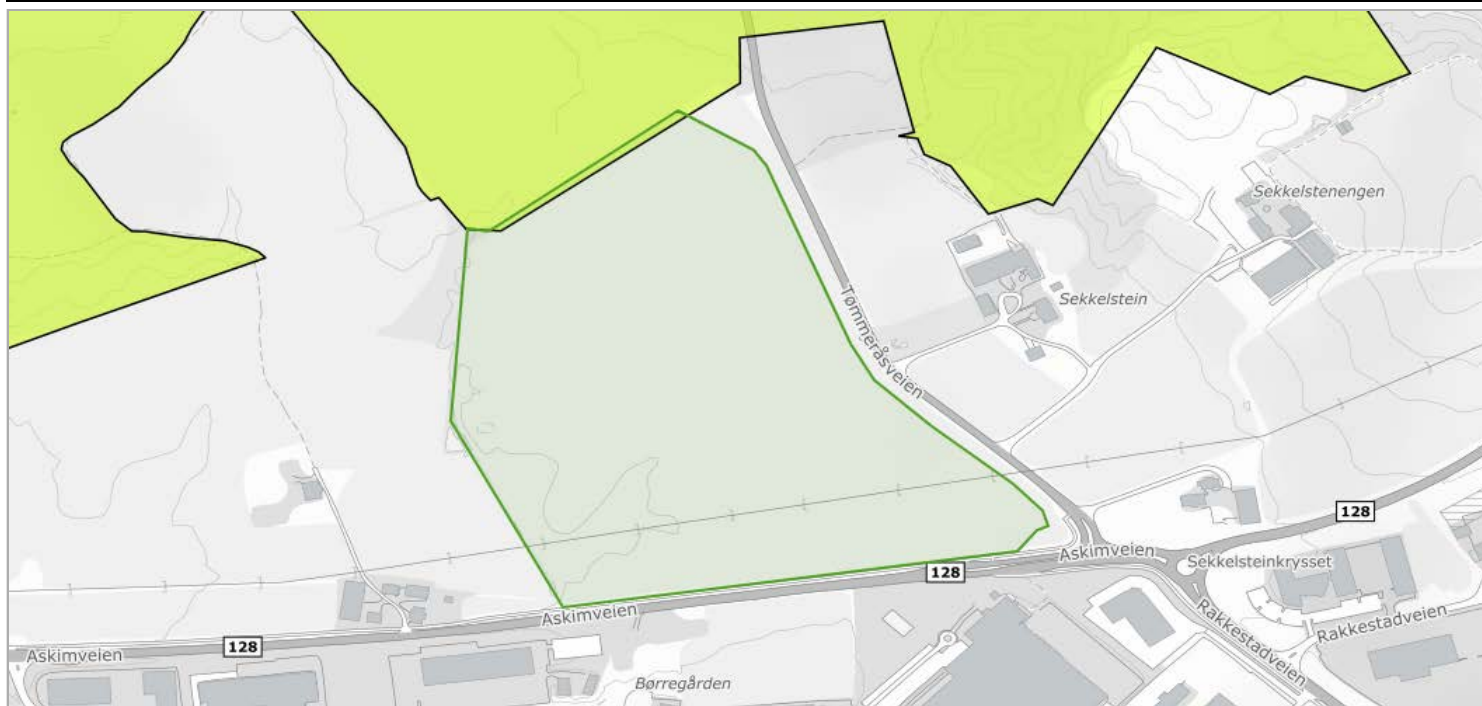 Sekkelstenengen
Sekkelstein
Tømmeråsveien
128
Askimveien
Sekkelsteinkrysset
128
Askimveien
Rakkestadveien
Rakkestadveien
128
Askimveien
Børregården